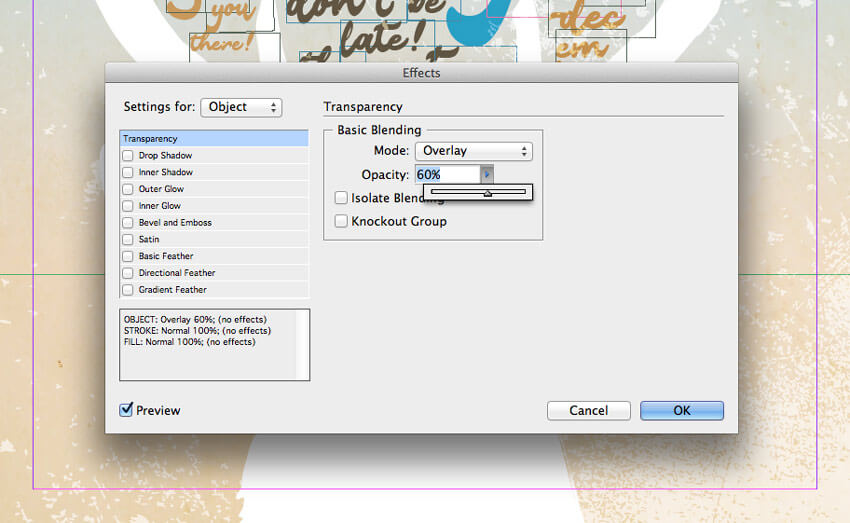 you
there!
don't be
late!
dec
em
Effects
Settings for: Object
Transparency
Transparency
Drop Shadow
Inner Shadow
Outer Glow
Inner Glow
Bevel and Emboss
Satin
Basic Feather
Directional Feather
Gradient Feather
Basic Blending
Mode: Overlay
Opacity: 60%
Isolate Blending
Knockout Group
OBJECT: Overlay 60%; (no effects)
STROKE: Normal 100%; (no effects)
FILL: Normal 100%; (no effects)
Preview
Cancel
OK